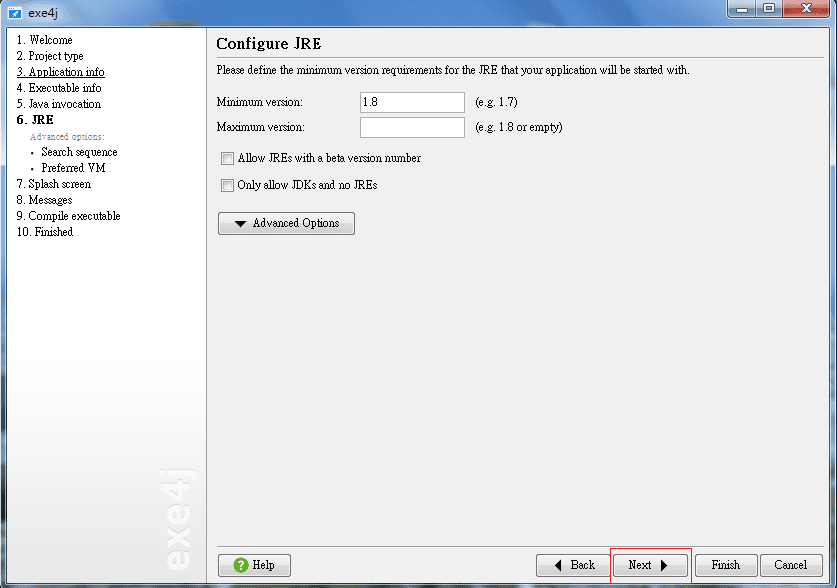 exe4j
1. Welcome
2. Project type
3. Application info
4. Executable info
5. Java invocation
6. JRE
Advanced options:
• Search sequence
• Preferred VM
7. Splash screen
8. Messages
9. Compile executable
10. Finished
exe4j
Configure JRE
Please define the minimum version requirements for the JRE that your application will be started with.
Minimum version: 1.8 (e.g. 1.7)
Maximum version: (e.g. 1.8 or empty)
Allow JREs with a beta version number
Only allow JDKs and no JREs
Advanced Options
Help Back Next Finish Cancel